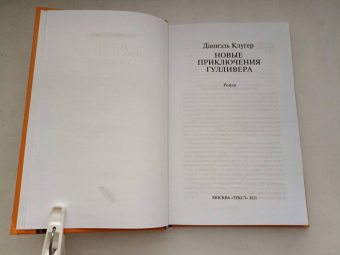 Даниэль Клугер
НОВЫЕ
ПРИКЛЮЧЕНИЯ
ГУЛЛИВЕРА
Роман
МОСКВА «ТЕКСТ» 2021